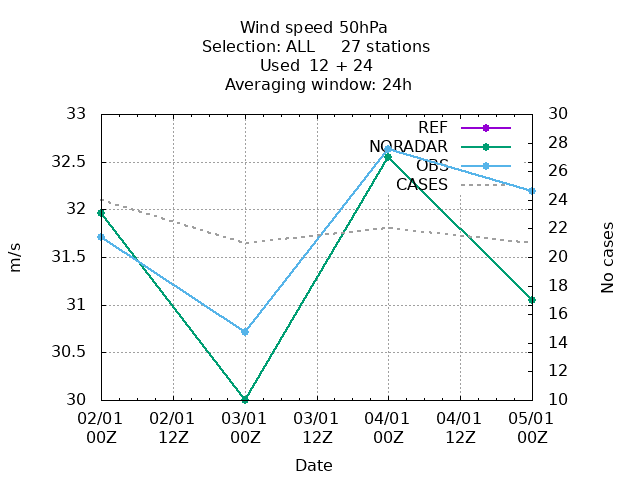 Wind speed 50hPa
Selection: ALL 27 stations
Used 12 + 24
Averaging window: 24h
33
32.5
32
31.5
31
30.5
30
30
28
26
24
22
20
18
16
14
12
10
REF
NORADAR
OBS
CASES
m/s
No cases
02/01 02/01 03/01 03/01 04/01 04/01 05/01
00Z 12Z 00Z 12Z 00Z 12Z 00Z
Date